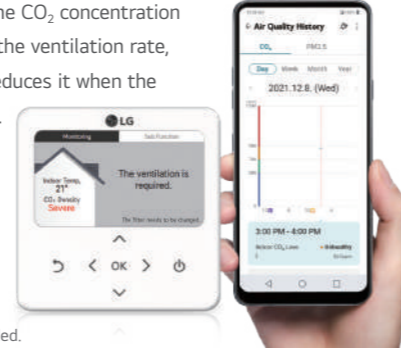 ne CO₂ concentration
the ventilation rate,
educes it when the
LG
Monitoring
Sub Function
Indoor Temp.
21°
CO₂ Density
Severe
The ventilation is
required.
The filter needs to be changed.
OK
Air Quality History
CO₂
PM2.5
Day
Week
Month
Year
2021.12.8. (Wed)
3:00 PM~4:00 PM
Indoor CO₂ Level
ed.